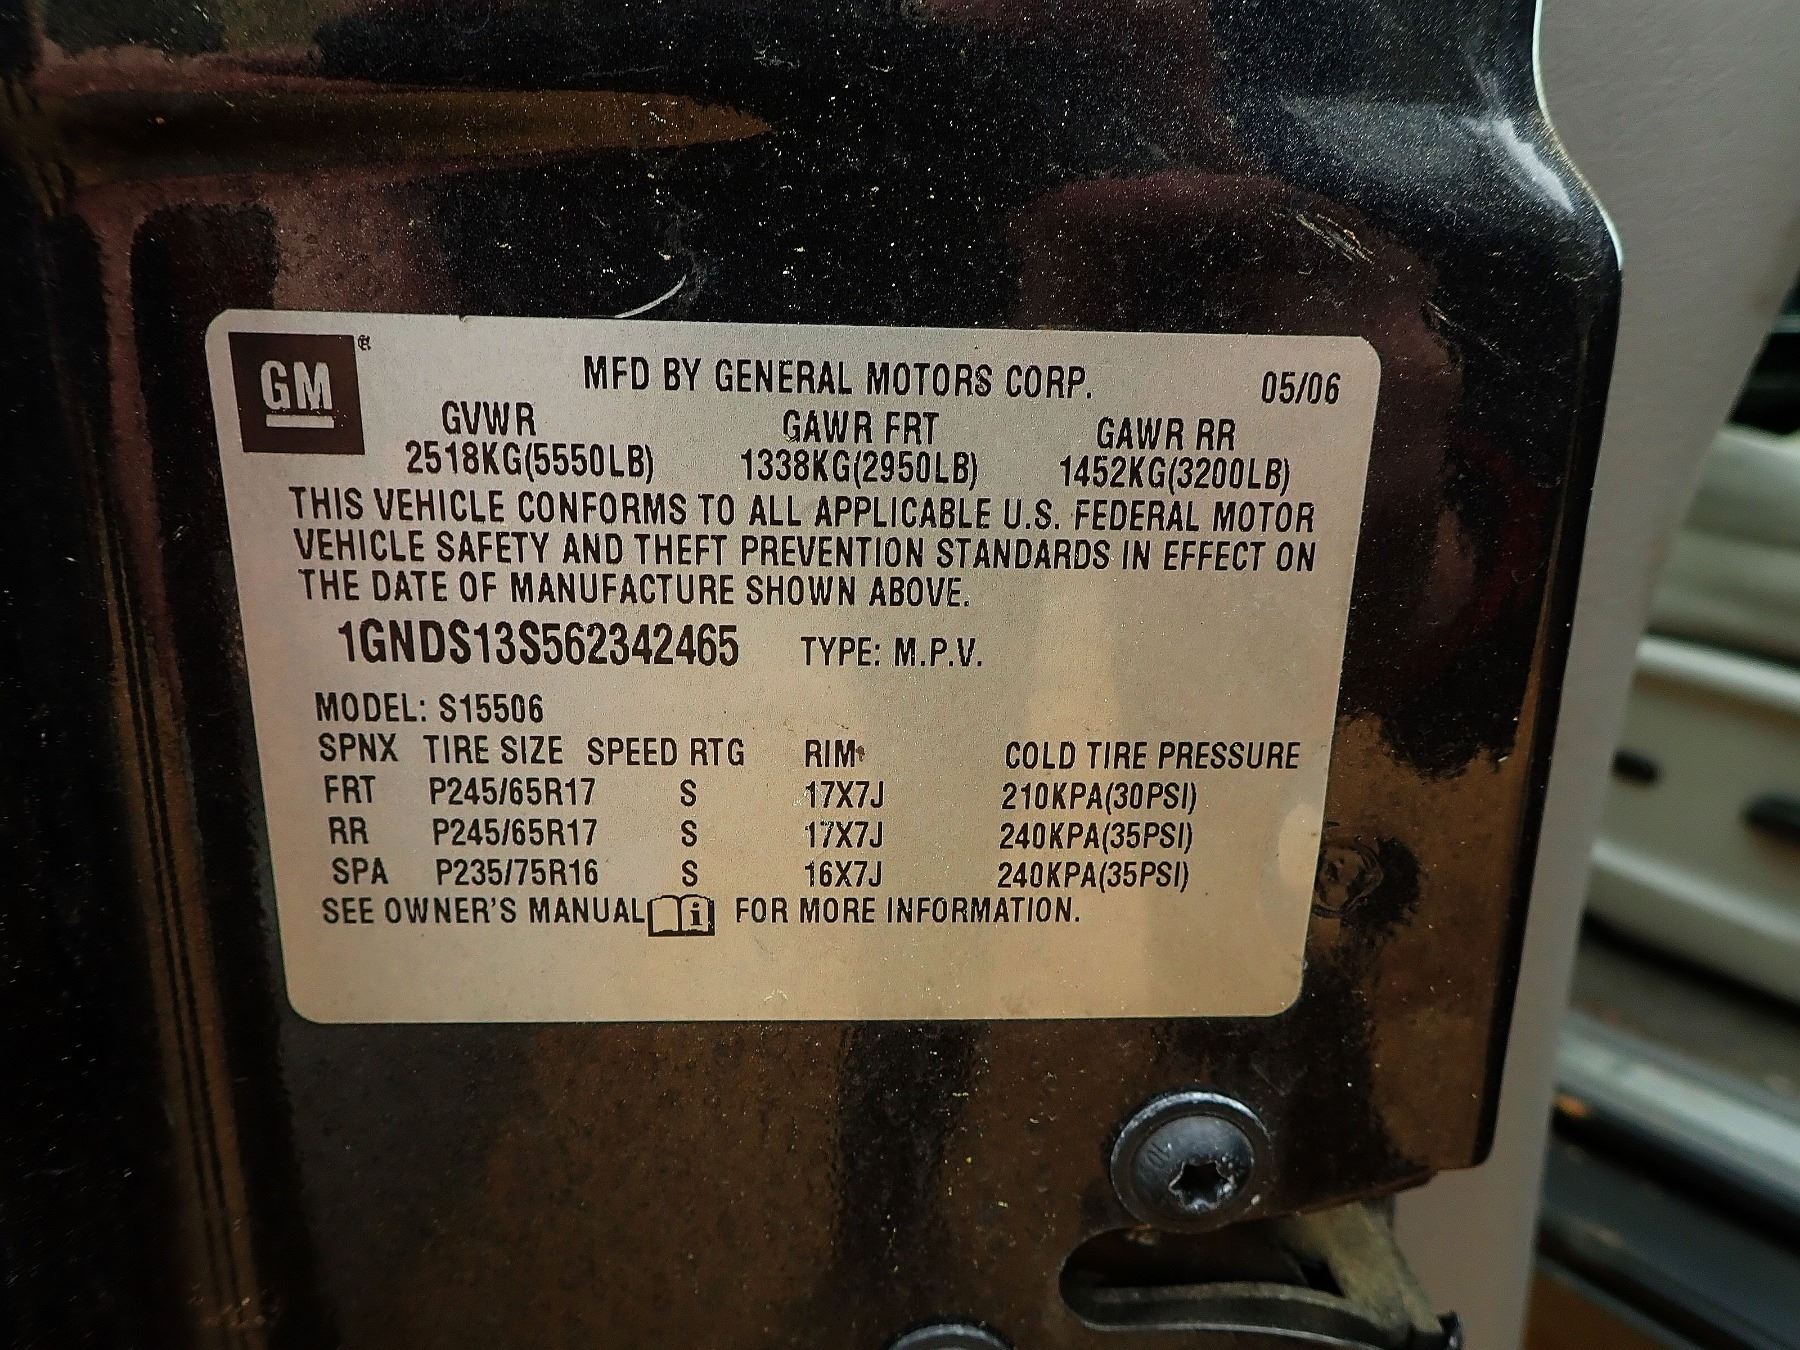 GM
MFD BY GENERAL MOTORS CORP. 05/06
GVWR GAWR FRT GAWR RR
2518KG(5550LB) 1338KG(2950LB) 1452KG(3200LB)
THIS VEHICLE CONFORMS TO ALL APPLICABLE U.S. FEDERAL MOTOR
VEHICLE SAFETY AND THEFT PREVENTION STANDARDS IN EFFECT ON
THE DATE OF MANUFACTURE SHOWN ABOVE.
1GNDS13S562342465 TYPE: M.P.V.
MODEL: S15506
SPNX TIRE SIZE SPEED RTG RIM COLD TIRE PRESSURE
FRT P245/65R17 S 17X7J 210KPA(30PSI)
RR P245/65R17 S 17X7J 240KPA(35PSI)
SPA P235/75R16 S 16X7J 240KPA(35PSI)
SEE OWNER'S MANUAL i FOR MORE INFORMATION.